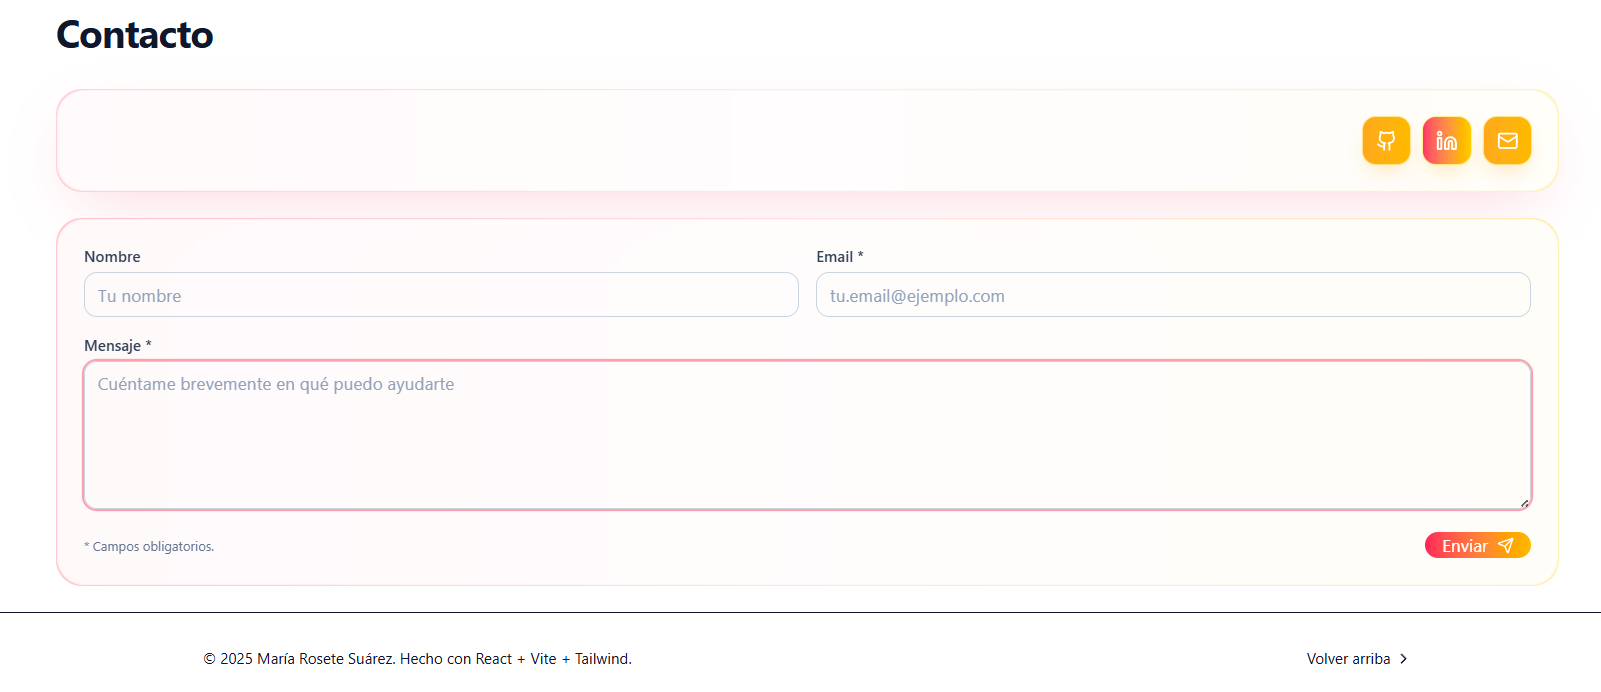 Contacto
in
Nombre
Email *
Tu nombre
tu.email@ejemplo.com
Mensaje *
Cuéntame brevemente en qué puedo ayudarte
* Campos obligatorios.
Enviar
© 2025 María Rosete Suárez. Hecho con React + Vite + Tailwind.
Volver arriba